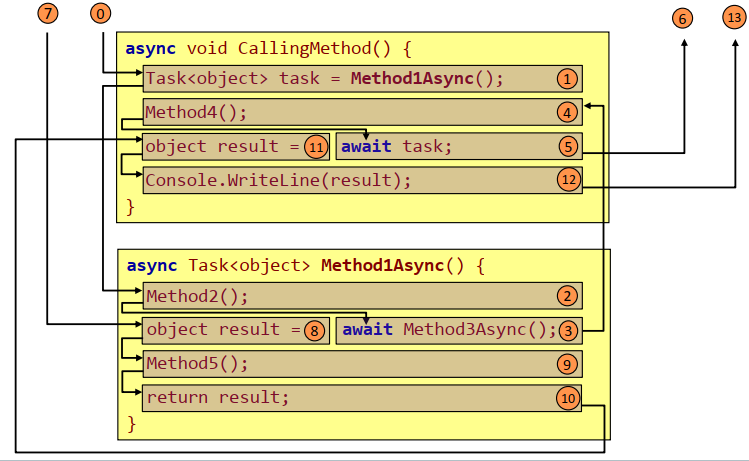 7 0 6 13
async void CallingMethod() {
Task<object> task = Method1Async(); 1
Method4(); 4
object result = 11 await task; 5
Console.WriteLine(result); 12
}
async Task<object> Method1Async() {
Method2(); 2
object result = 8 await Method3Async(); 3
Method5(); 9
return result; 10
}